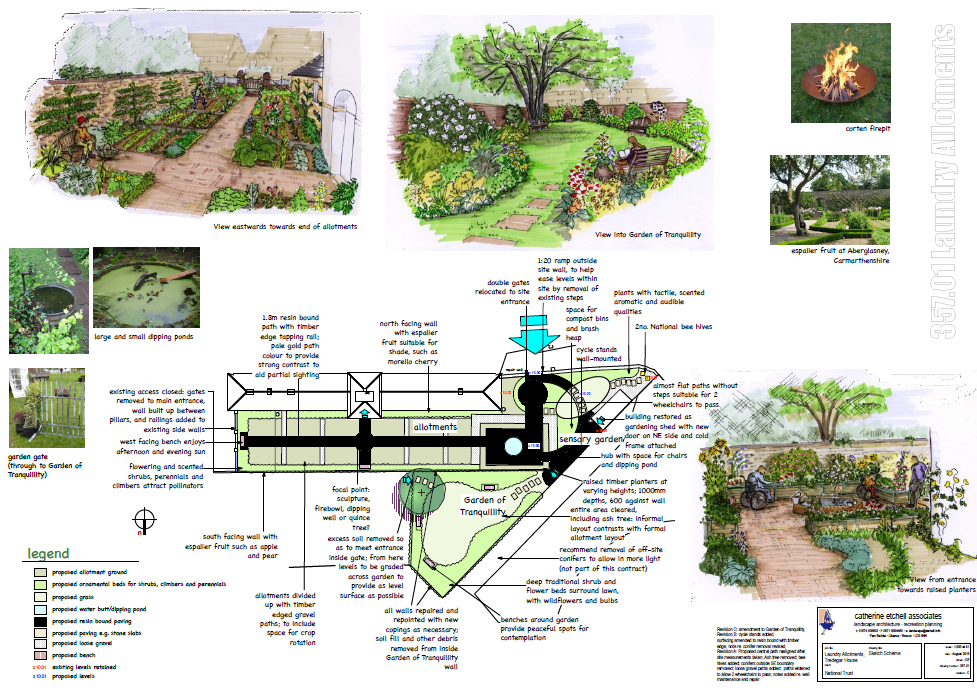 View eastwards towards end of allotments
View into Garden of Tranquility
corten firepit
espalier fruit at Aberglasney,
Carmarthenshire
357.01 Laundry Allotments
large and small dipping ponds
garden gate
(through to Garden of
Tranquility)
1.8m resin bound
path with timber
edge tapping rail;
pale gold path
colour to provide
strong contrast to
aid partial sighting
north facing wall
with espalier
fruit suitable for
shade, such as
morello cherry
double gates
relocated to site
entrance
1:20 ramp outside
site wall, to help
ease levels within
site by removal of
existing steps
space for
compost bins
and brash
heap
cycle stands
wall-mounted
plants with tactile, scented
aromatic and audible
qualities
2no. National bee hives
almost flat paths without
steps suitable for 2
wheelchairs to pass
building restored as
gardening shed with new
door on NE side and cold
frame attached
hub with space for chairs
and dipping pond
raised timber planters at
varying heights; 1000mm
depths, 600 against wall
entire area cleared,
including ash tree: informal
layout contrasts with formal
allotment layout
recommend removal of off-site
conifers to allow in more light
(not part of this contract)
deep traditional shrub and
flower beds surround lawn,
with wildflowers and bulbs
benches around garden
provide peaceful spots for
contemplation
existing access closed: gates
removed to main entrance,
wall built up between
pillars, and railings added to
existing side walls
west facing bench enjoys
afternoon and evening sun
flowering and scented
shrubs, perennials and
climbers attract pollinators
allotments
sensory garden
Garden of
Tranquility
focal point:
sculpture,
firebowl, dipping
well or quince
tree?
excess soil removed so
as to meet entrance
inside gate; from here
levels to be graded
across garden to
provide as level
surface as possible
south facing wall with
espalier fruit such as apple
and pear
allotments divided
up with timber
edged gravel
paths; to include
space for crop
rotation
all walls repaired and
repointed with new
copings as necessary;
soil fill and other debris
removed from inside
Garden of Tranquility
wall
View from entrance
towards raised planters
legend
proposed allotment ground
proposed ornamental beds for shrubs, climbers and perennials
proposed grass
proposed water butt/dipping pond
proposed resin bound paving
proposed paving e.g. stone slabs
proposed loose gravel
proposed bench
existing levels retained
proposed levels
catherine etchell associates
landscape architecture : recreation planning
Laundry Allotments,
Tredegar House
Sketch Scheme
National Trust